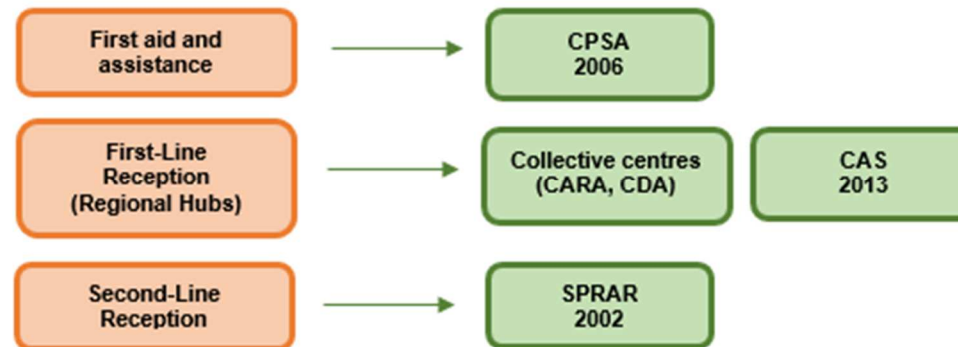 First aid and
assistance
CPSA
2006
First-Line
Reception
(Regional Hubs)
Collective centres
(CARA, CDA)
CAS
2013
Second-Line
Reception
SPRAR
2002